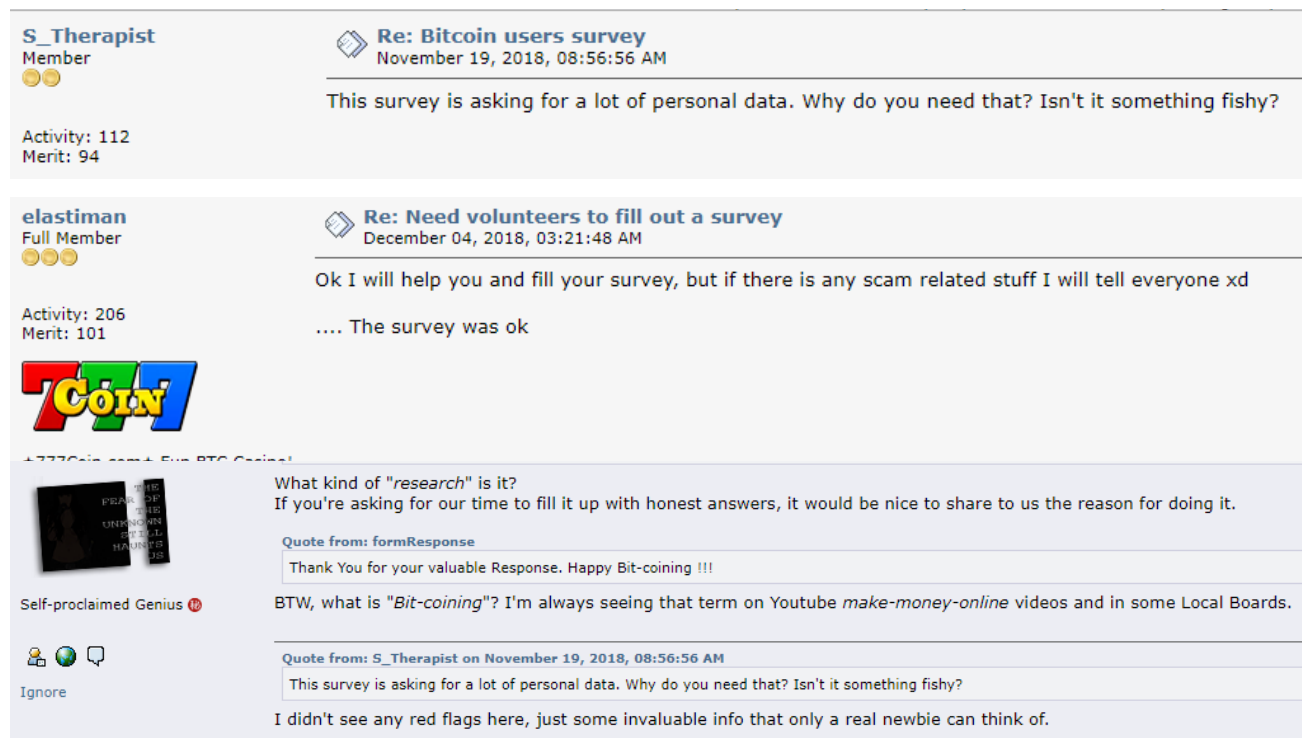 S_Therapist
Member
Re: Bitcoin users survey
November 19, 2018, 08:56:56 AM
This survey is asking for a lot of personal data. Why do you need that? Isn't it something fishy?
Activity: 112
Merit: 94
elastiman
Full Member
Re: Need volunteers to fill out a survey
December 04, 2018, 03:21:48 AM
Ok I will help you and fill your survey, but if there is any scam related stuff I will tell everyone xd
.... The survey was ok
Activity: 206
Merit: 101
777
COIN
THE
FEAR OF
THE
UNKNOWN
STILL
HAUNTS
US
Self-proclaimed Genius
Ignore
What kind of "research" is it?
If you're asking for our time to fill it up with honest answers, it would be nice to share to us the reason for doing it.
Quote from: formResponse
Thank You for your valuable Response. Happy Bit-coining !!!
BTW, what is "Bit-coining"? I'm always seeing that term on Youtube make-money-online videos and in some Local Boards.
Quote from: S_Therapist on November 19, 2018, 08:56:56 AM
This survey is asking for a lot of personal data. Why do you need that? Isn't it something fishy?
I didn't see any red flags here, just some invaluable info that only a real newbie can think of.